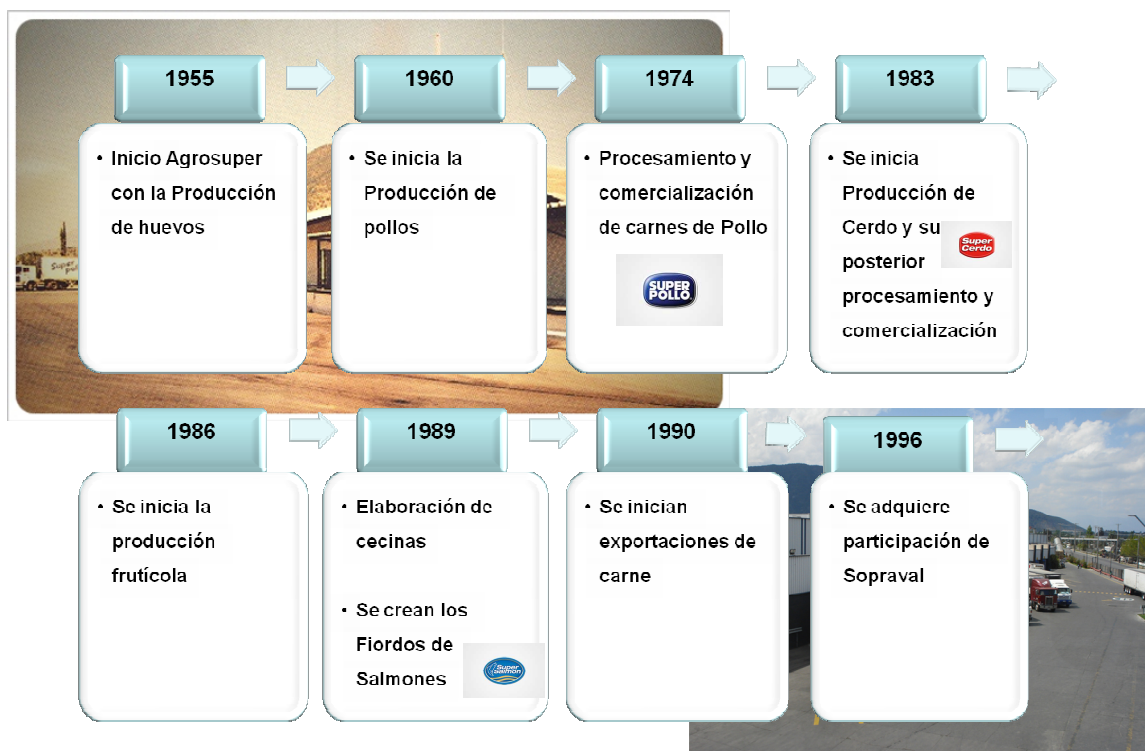 1955
1960
1974
1983
• Inicio Agrosuper
con la Producción
de huevos
• Se inicia la
Producción de
pollos
• Procesamiento y
comercialización
de carnes de Pollo
SUPER
POLLO
• Se inicia
Producción de
Cerdo y su
posterior
procesamiento y
comercialización
Super
Cerdo
Super
1986
1989
1990
1996
• Se inicia la
producción
frutícola
• Elaboración de
cecinas
• Se crean los
Fiordos de
Salmones
Super
Salmon
• Se inician
exportaciones de
carne
• Se adquiere
participación de
Sopraval